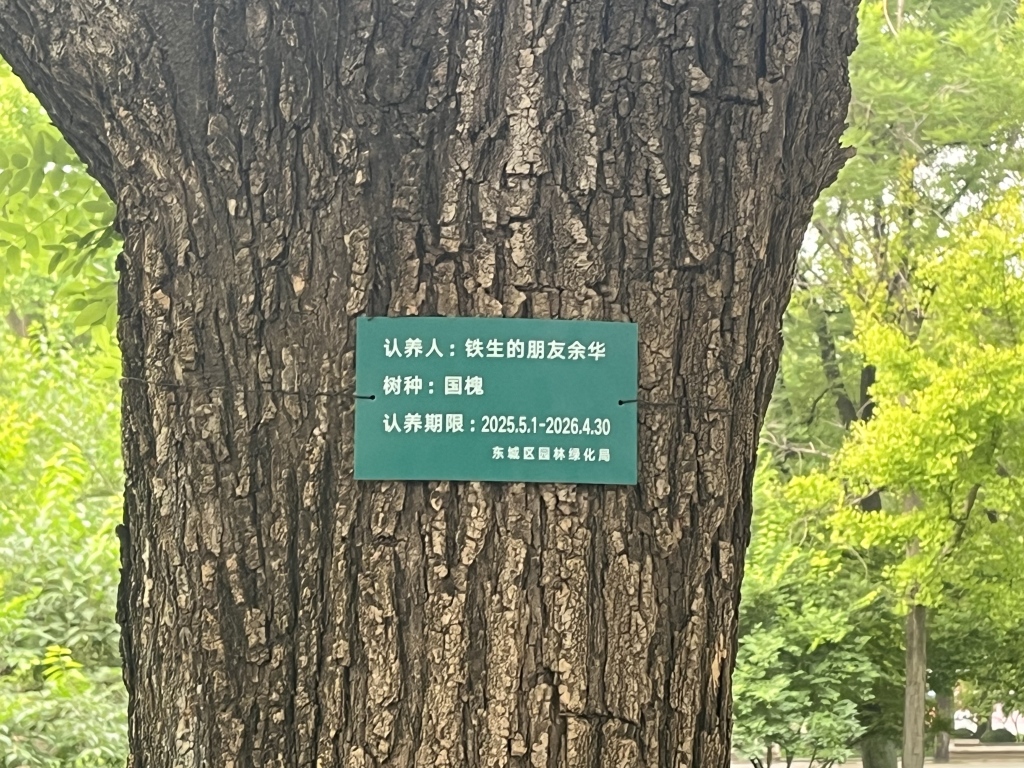 认养人：铁生的朋友余华
树种：国槐
认养期限：2025.5.1-2026.4.30
东城区园林绿化局